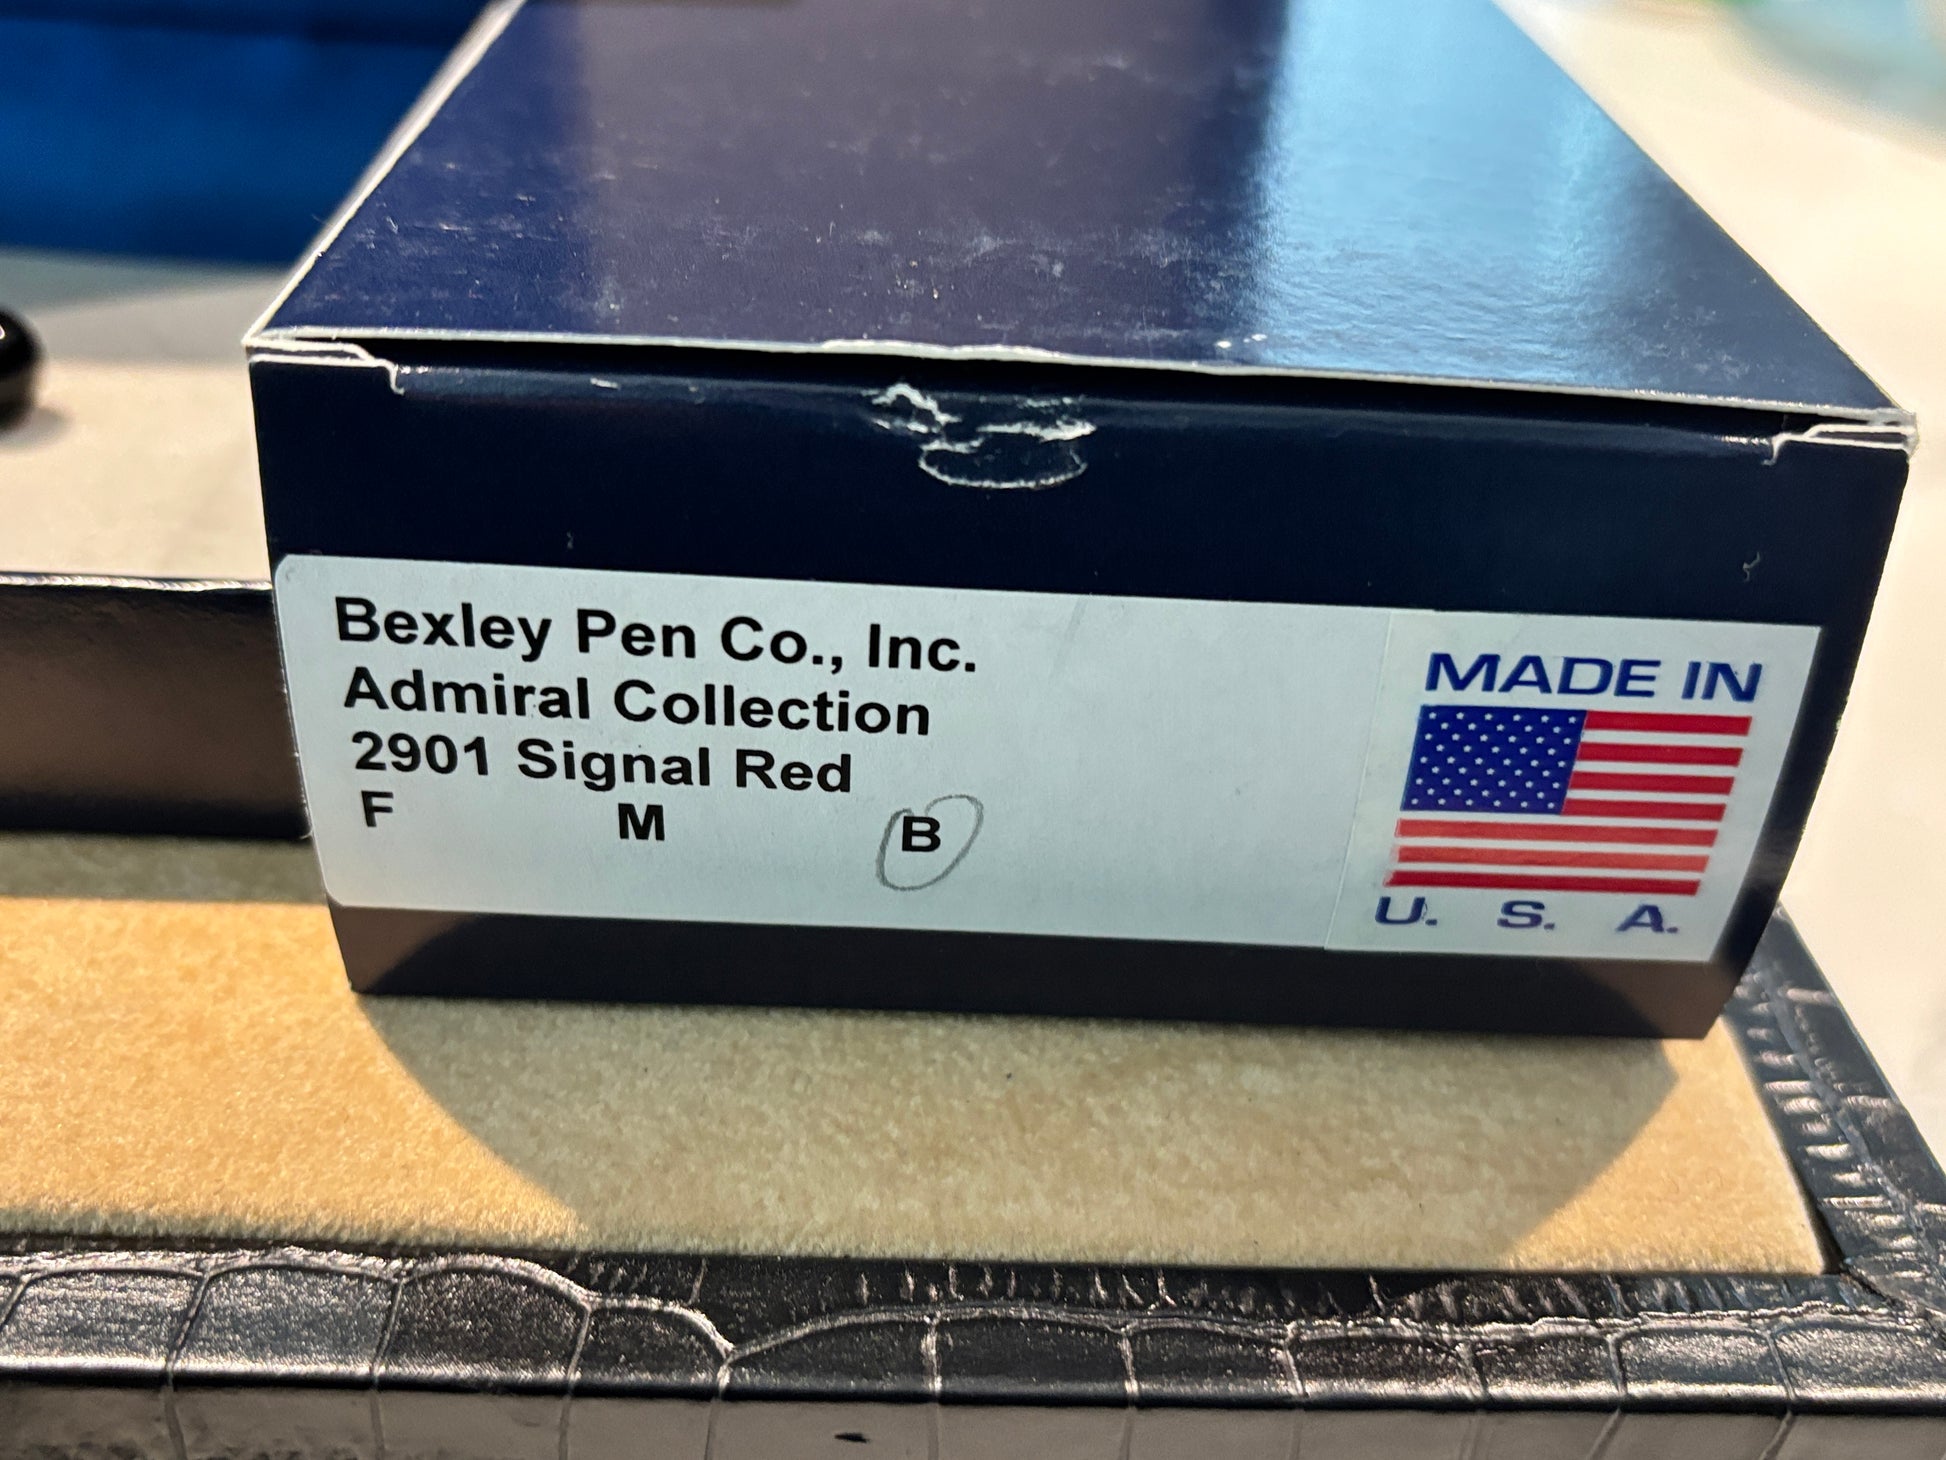 Bexley Pen Co., Inc.
Admiral Collection
2901 Signal Red
F M B
MADE IN
U. S. A.